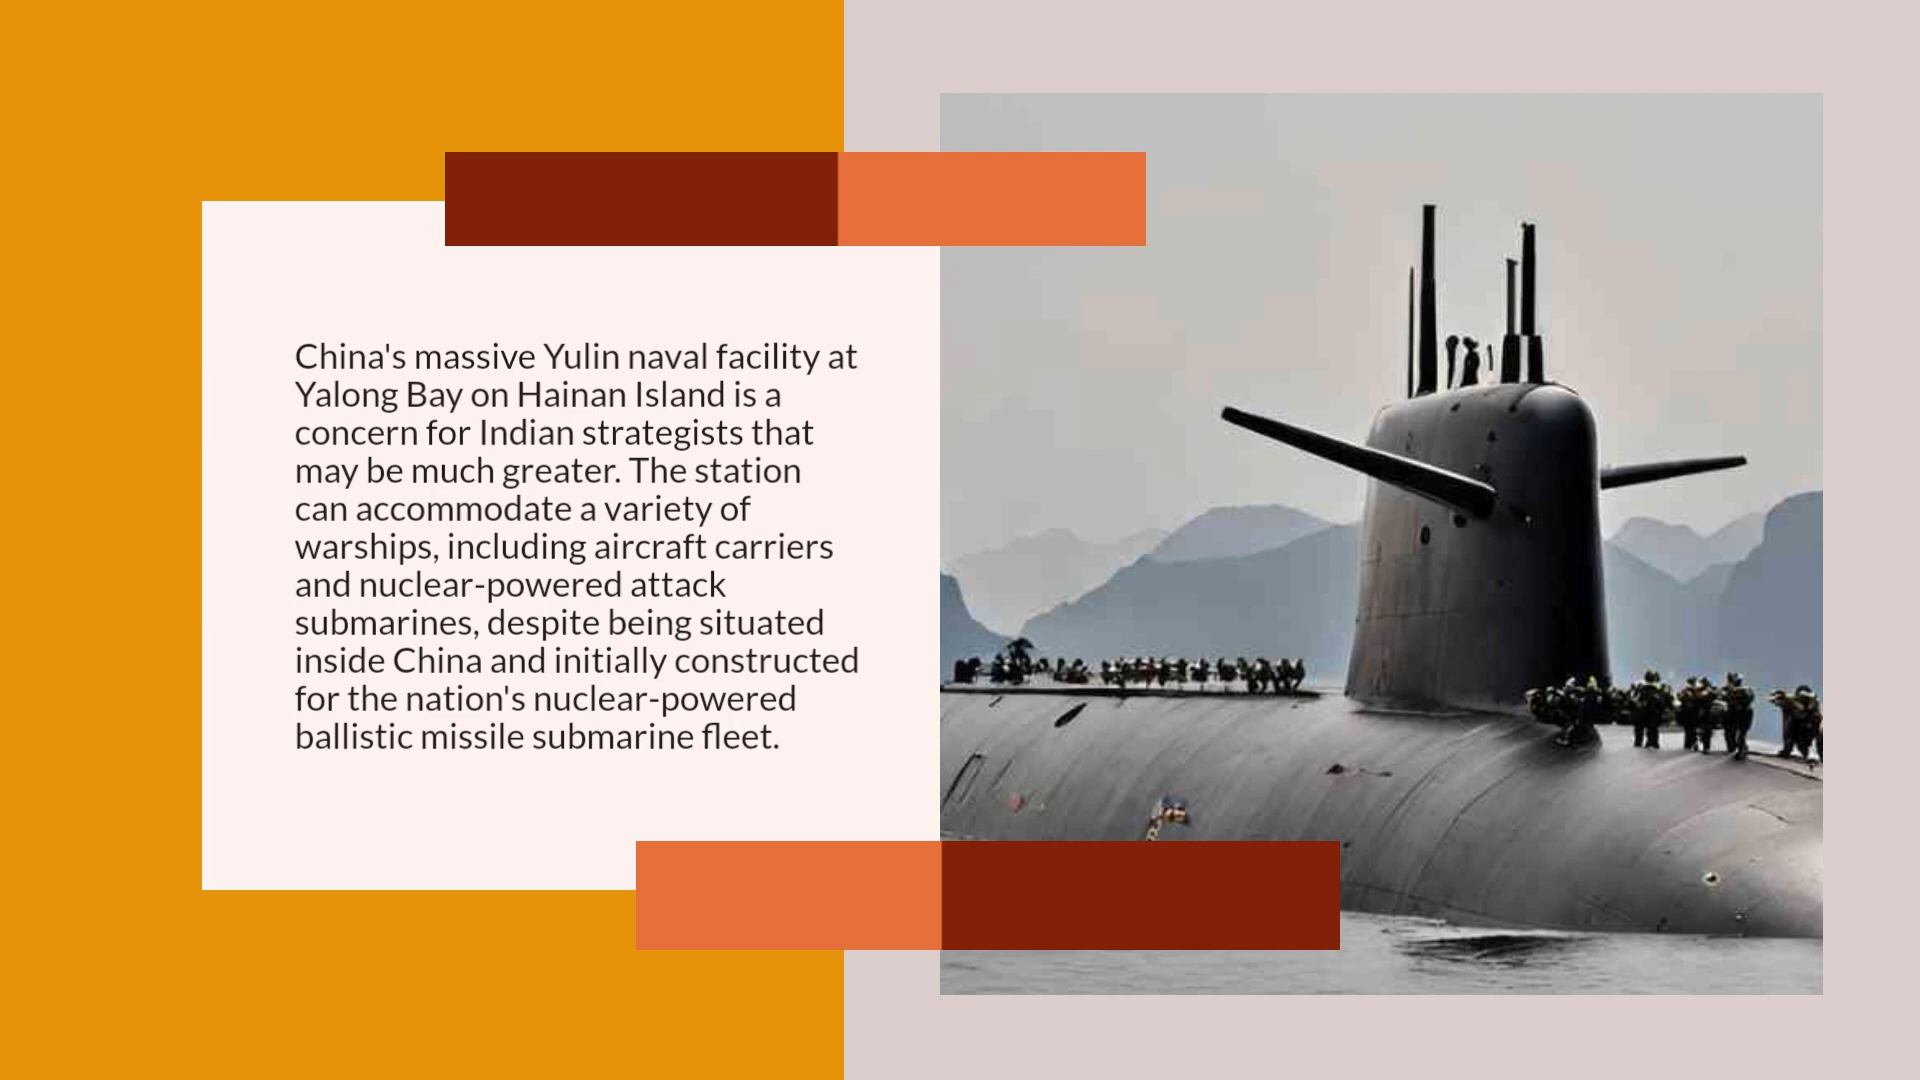 China's massive Yulin naval facility at
Yalong Bay on Hainan Island is a
concern for Indian strategists that
may be much greater. The station
can accommodate a variety of
warships, including aircraft carriers
and nuclear-powered attack
submarines, despite being situated
inside China and initially constructed
for the nation's nuclear-powered
ballistic missile submarine fleet.